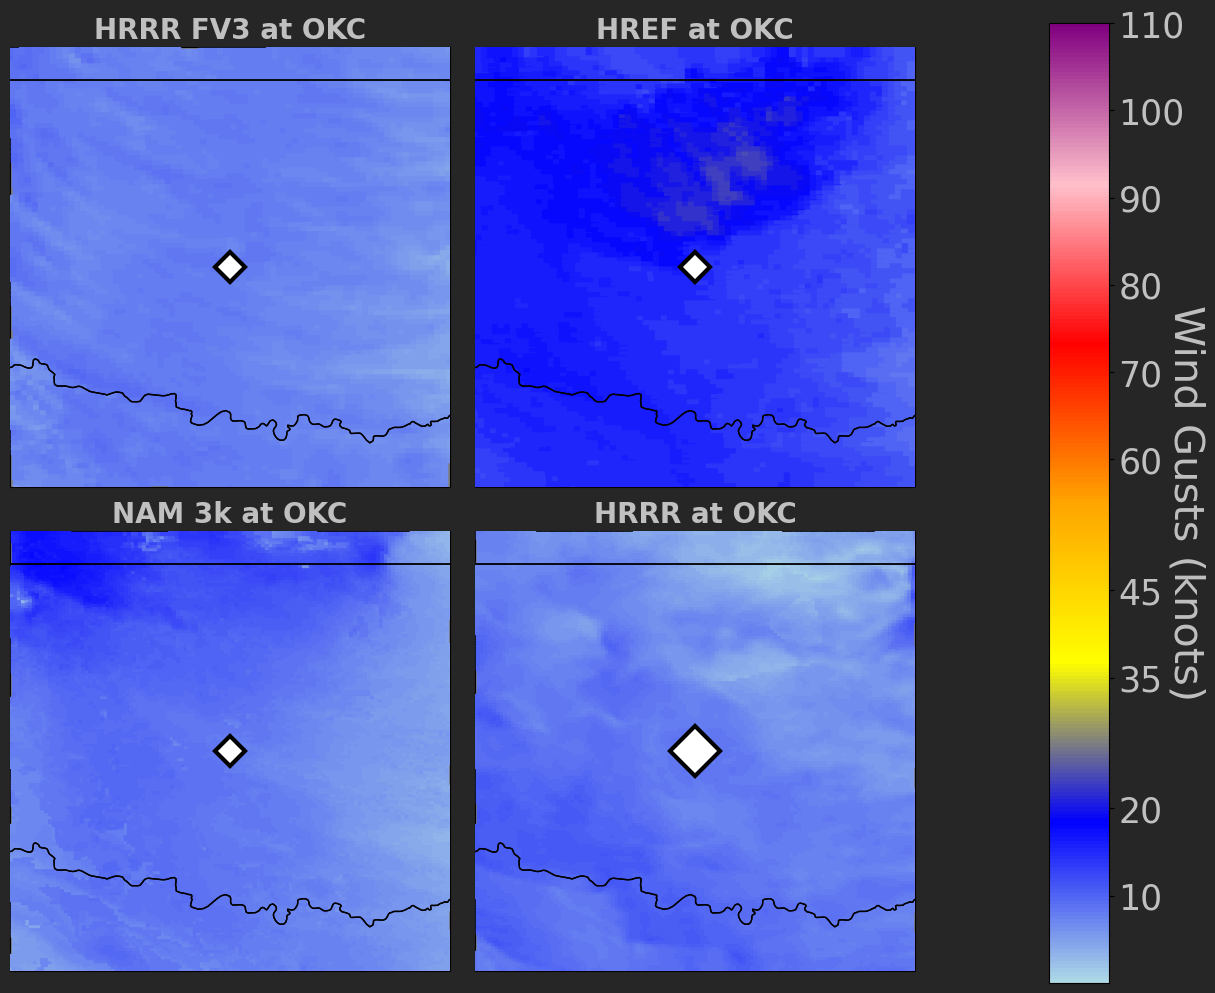 HRRR FV3 at OKC
HREF at OKC
NAM 3k at OKC
HRRR at OKC
110
100
90
80
70
60
45
35
20
10
Wind Gusts (knots)